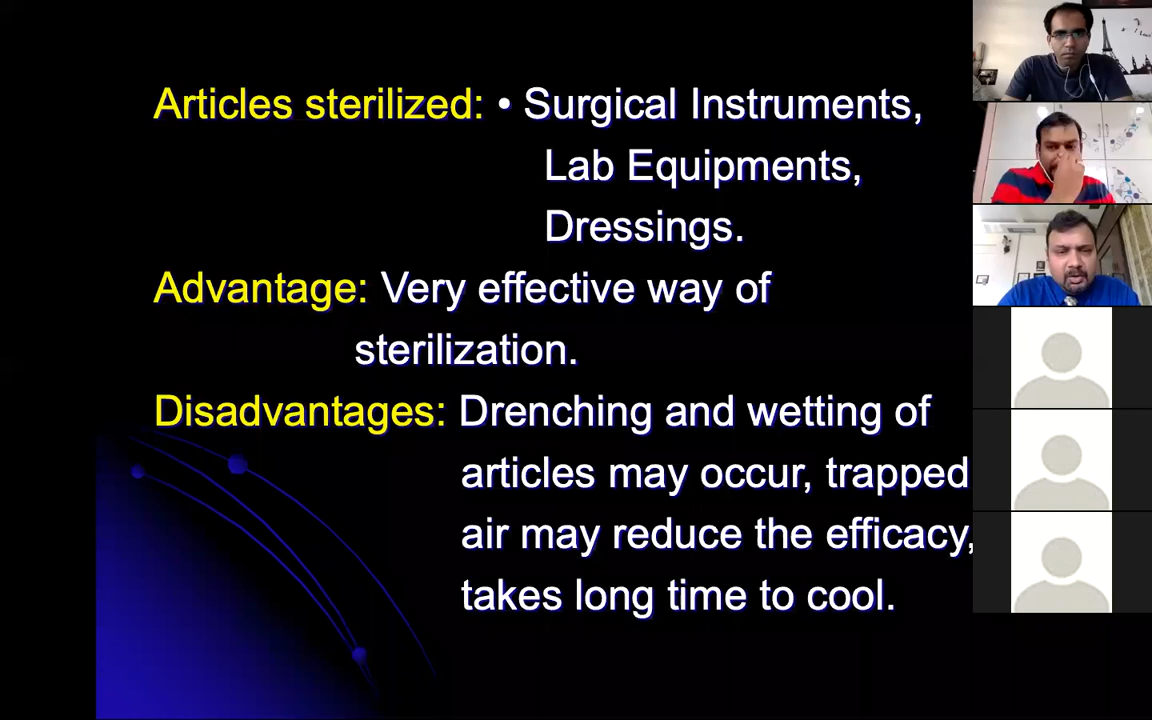 Articles sterilized: • Surgical Instruments,
Lab Equipments,
Dressings.
Advantage: Very effective way of
sterilization.
Disadvantages: Drenching and wetting of
articles may occur, trapped
air may reduce the efficacy,
takes long time to cool.